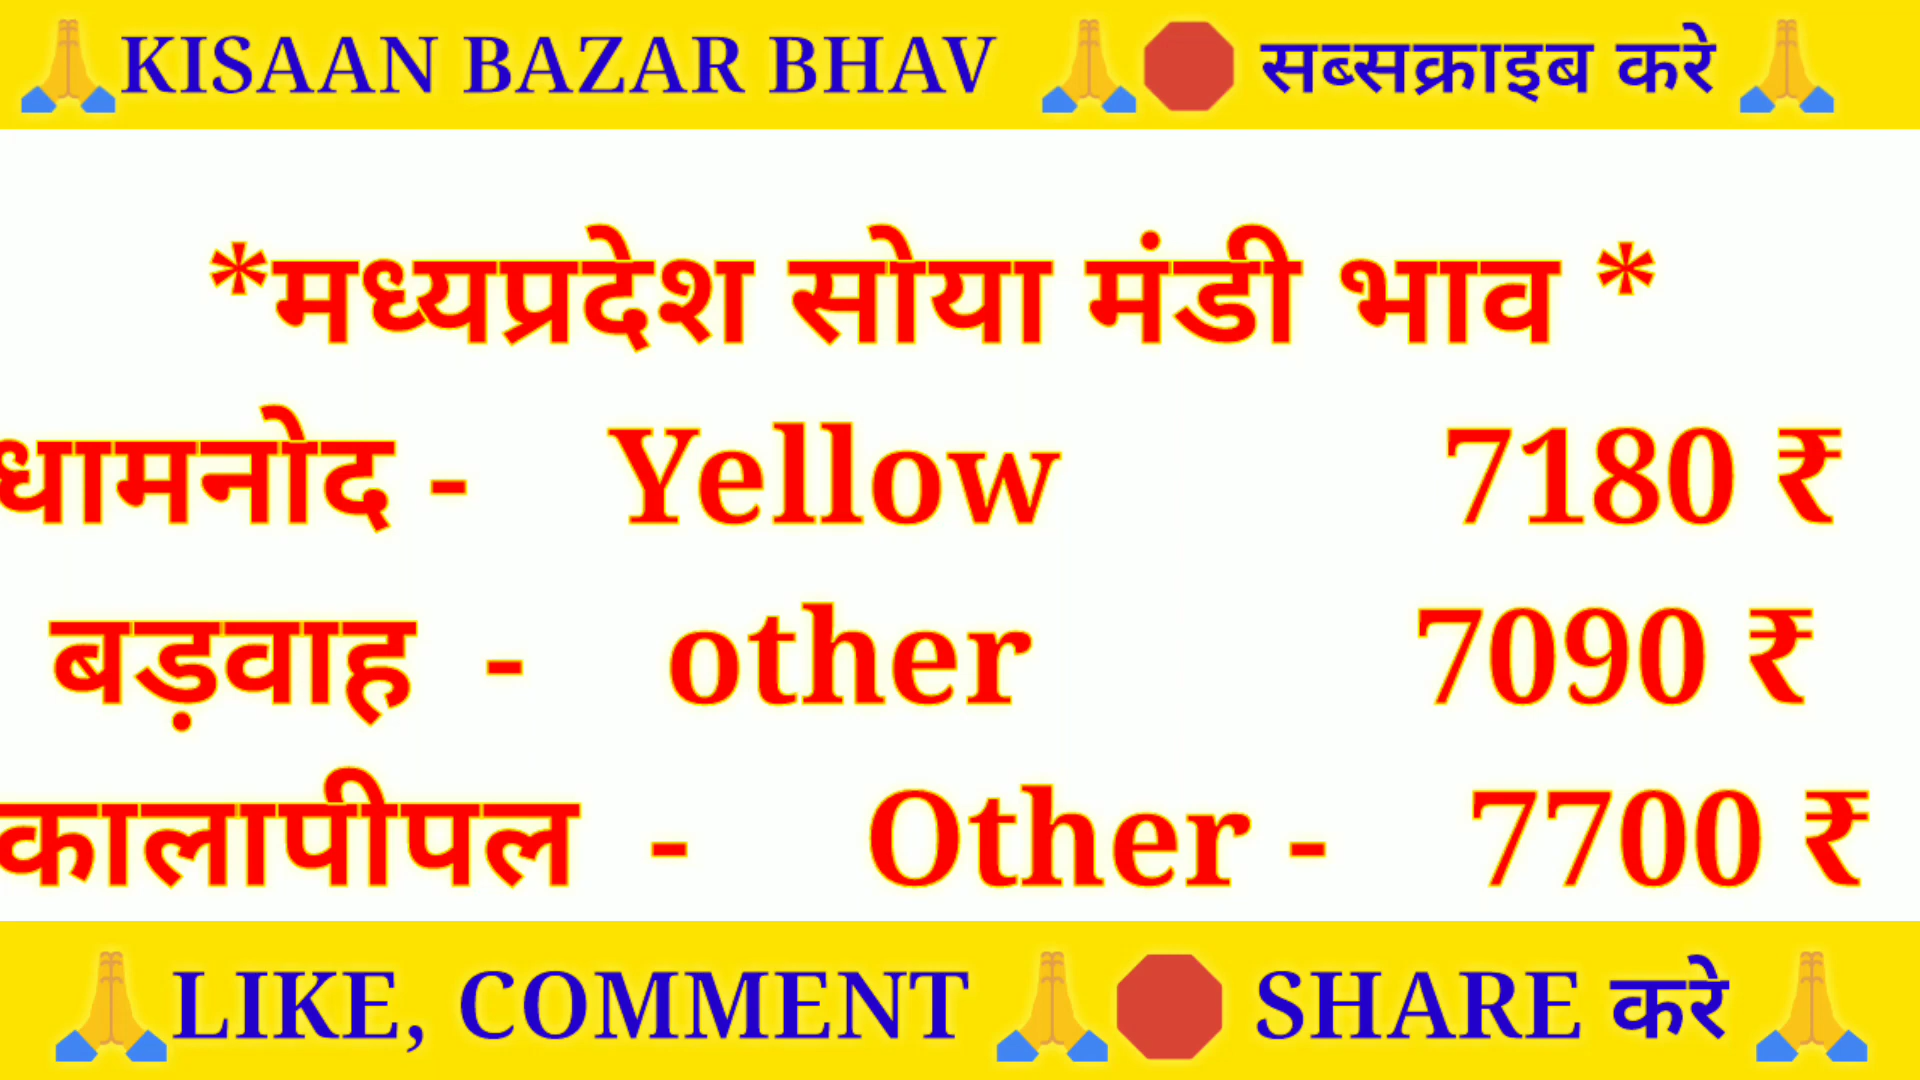 🙏KISAAN BAZAR BHAV 🙏🛑 सब्सक्राइब करे 🙏
*मध्यप्रदेश सोया मंडी भाव *
धामनोद - Yellow 7180 ₹
बड़वाह - other 7090 ₹
कालापीपल - Other - 7700 ₹
🙏LIKE, COMMENT 🙏🛑 SHARE करे 🙏